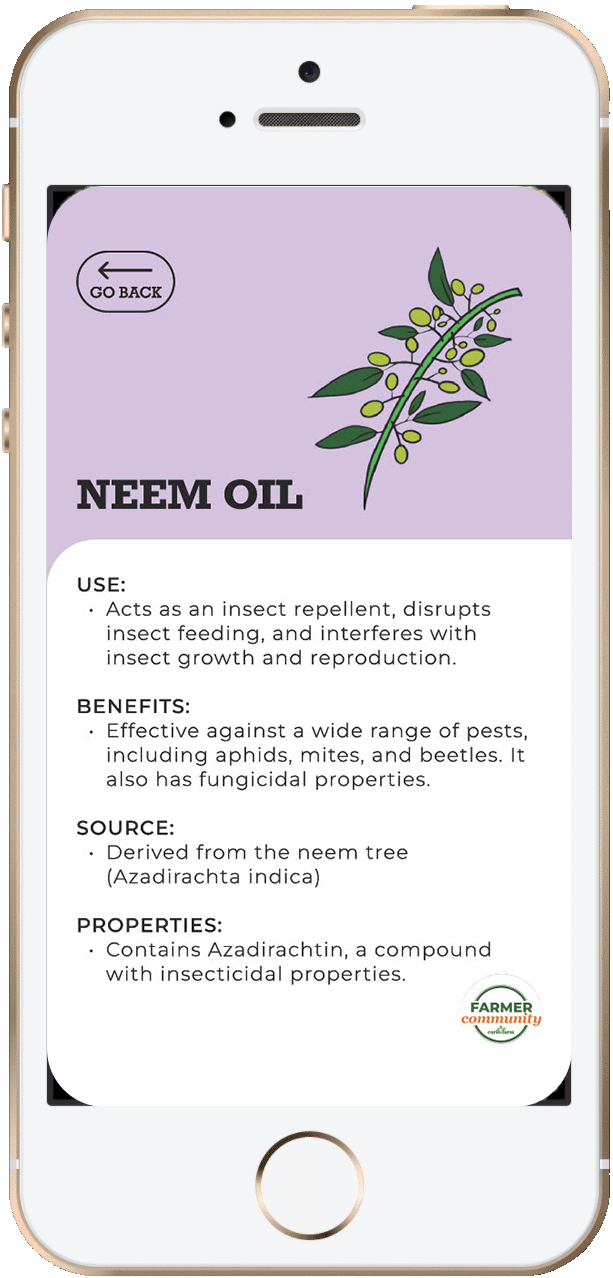 GO BACK
NEEM OIL
USE:
• Acts as an insect repellent, disrupts
insect feeding, and interferes with
insect growth and reproduction.
BENEFITS:
• Effective against a wide range of pests,
including aphids, mites, and beetles. It
also has fungicidal properties.
SOURCE:
• Derived from the neem tree
(Azadirachta indica)
PROPERTIES:
• Contains Azadirachtin, a compound
with insecticidal properties.
FARMER
community